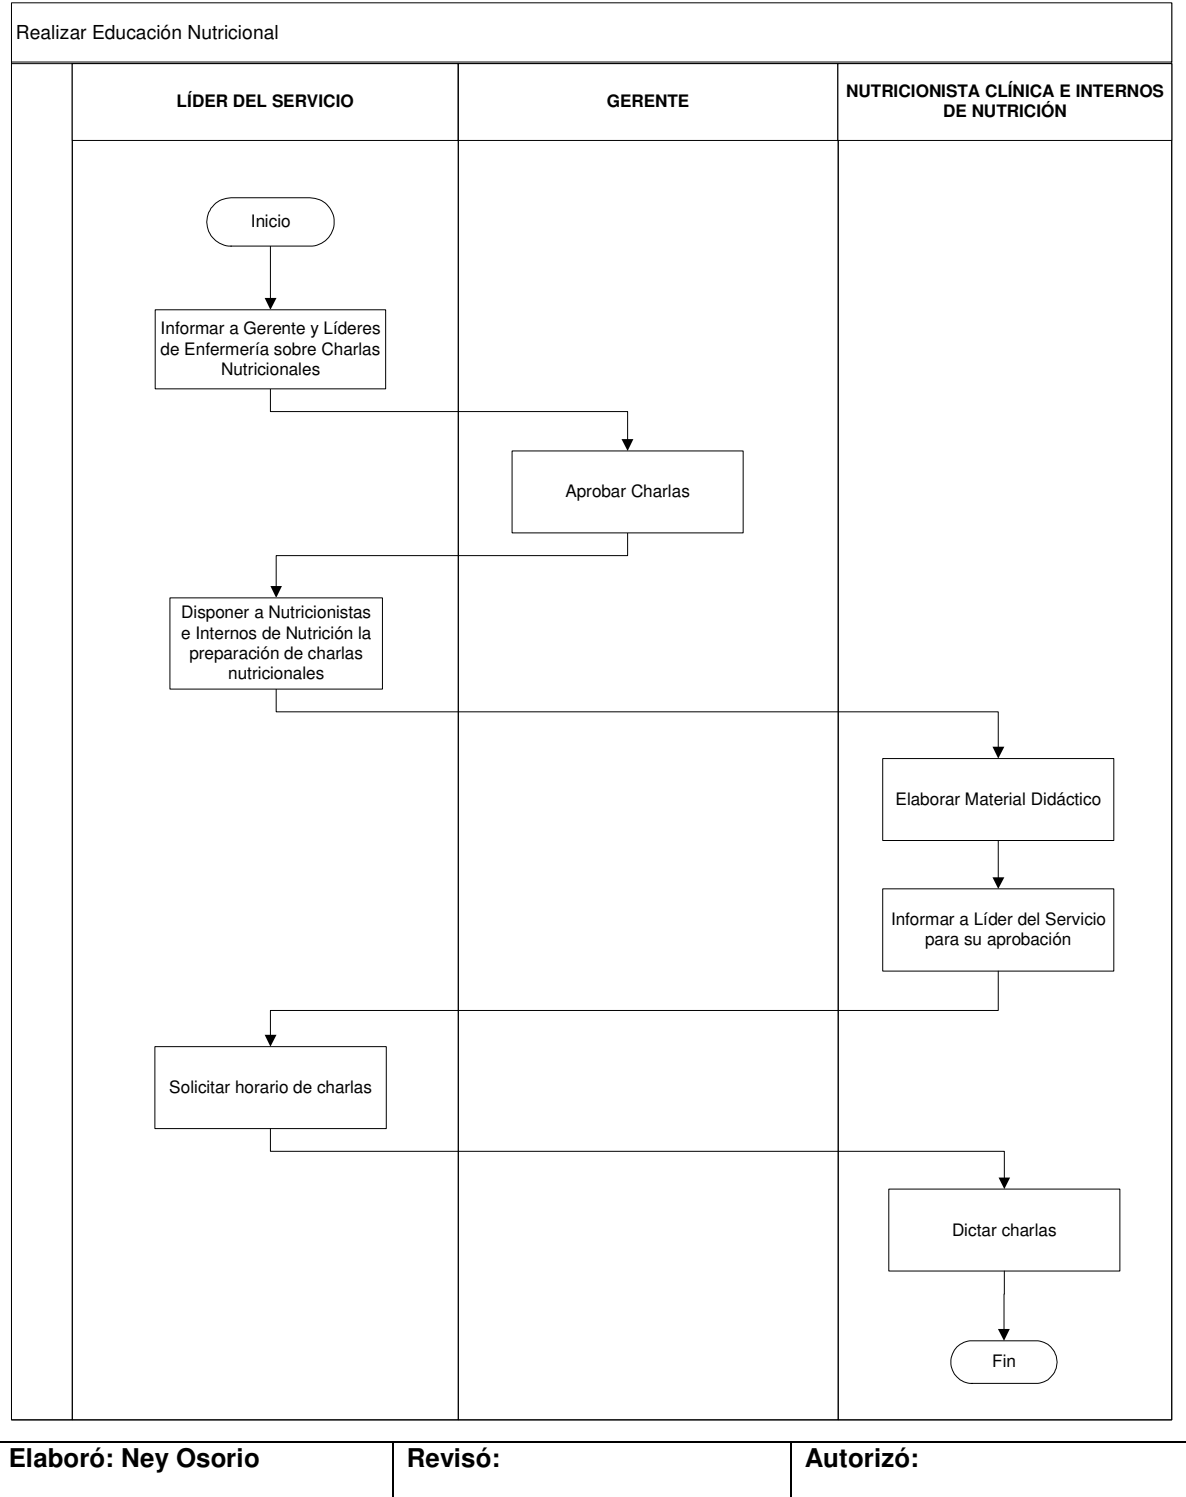 Realizar Educación Nutricional
LÍDER DEL SERVICIO
GERENTE
NUTRICIONISTA CLÍNICA E INTERNOS
DE NUTRICIÓN
Inicio
Informar a Gerente y Líderes
de Enfermería sobre Charlas
Nutricionales
Aprobar Charlas
Disponer a Nutricionistas
e Internos de Nutrición la
preparación de charlas
nutricionales
Elaborar Material Didáctico
Informar a Líder del Servicio
para su aprobación
Solicitar horario de charlas
Dictar charlas
Fin
Elaboró: Ney Osorio
Revisó:
Autorizó: